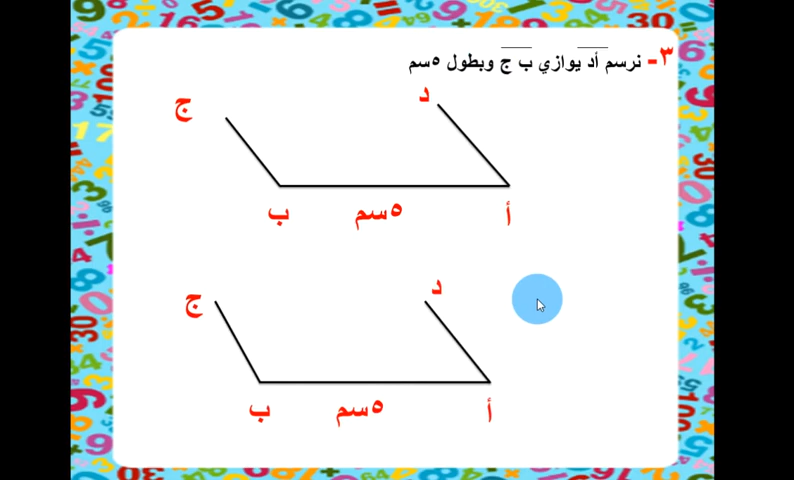 ٣- نرسم أد يوازي ب ج وبطول ٥سم
ج د
ب ٥سم أ
ج د
ب ٥سم أ